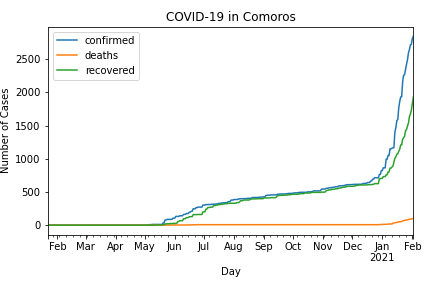 COVID-19 in Comoros
confirmed
deaths
recovered
Number of Cases
2500
2000
1500
1000
500
0
Feb Mar Apr May Jun Jul Aug Sep Oct Nov Dec Jan Feb
2021
Day